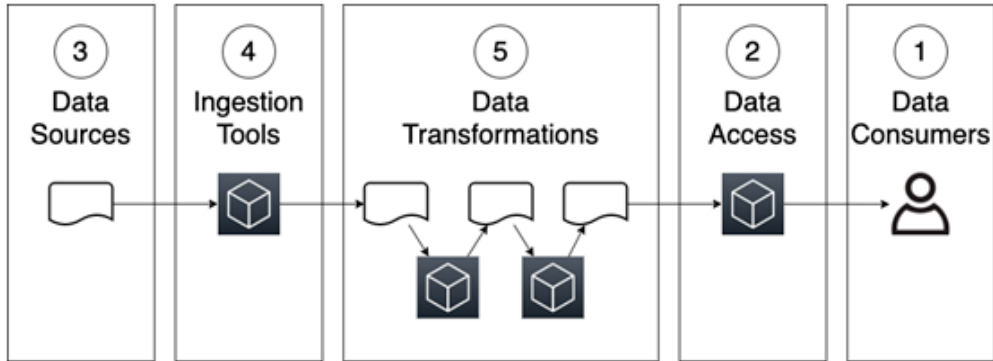 3
Data
Sources
4
Ingestion
Tools
5
Data
Transformations
2
Data
Access
1
Data
Consumers